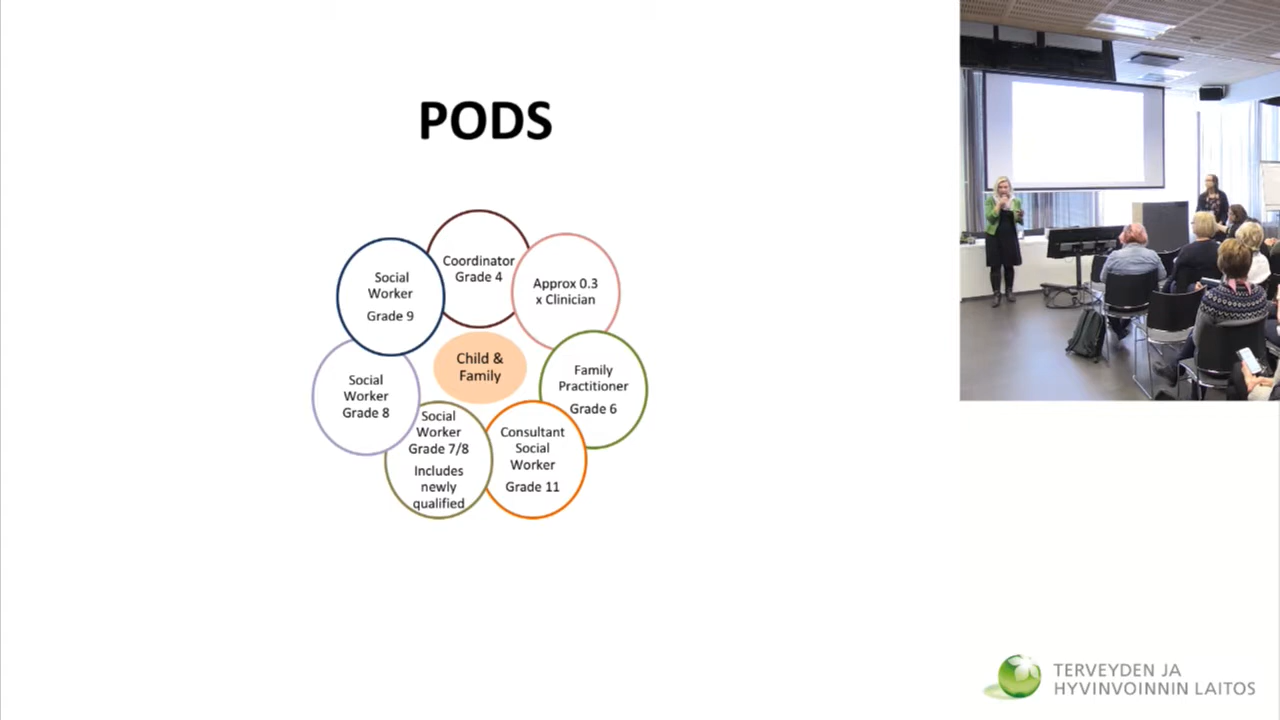 PODS
Coordinator
Grade 4
Approx 0.3
x Clinician
Family
Practitioner
Grade 6
Consultant
Social
Worker
Grade 11
Social
Worker
Grade 7/8
Includes
newly
qualified
Social
Worker
Grade 8
Social
Worker
Grade 9
Child &
Family
TERVEYDEN JA
HYVINVOINNIN LAITOS